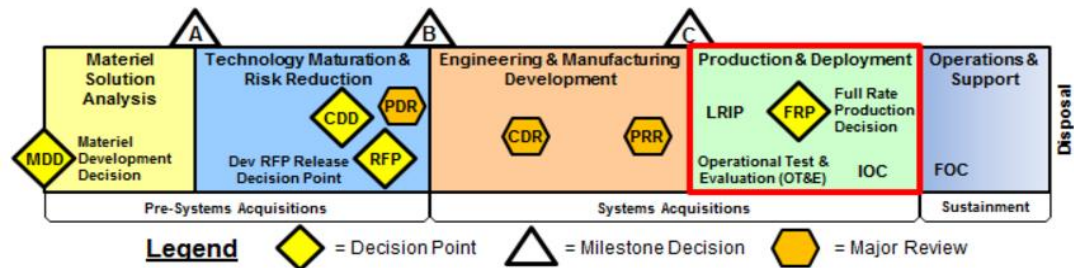 A
B
C
Materiel
Solution
Analysis
MDD
Materiel
Development
Decision
Technology Maturation &
Risk Reduction
CDD
PDR
Dev RFP Release
Decision Point
RFP
Engineering & Manufacturing
Development
CDR
PRR
Production & Deployment
LRIP
FRP
Full Rate
Production
Decision
Operational Test &
Evaluation (OT&E)
IOC
Operations &
Support
FOC
Disposal
Pre-Systems Acquisitions
Systems Acquisitions
Sustainment
Legend
= Decision Point
= Milestone Decision
= Major Review